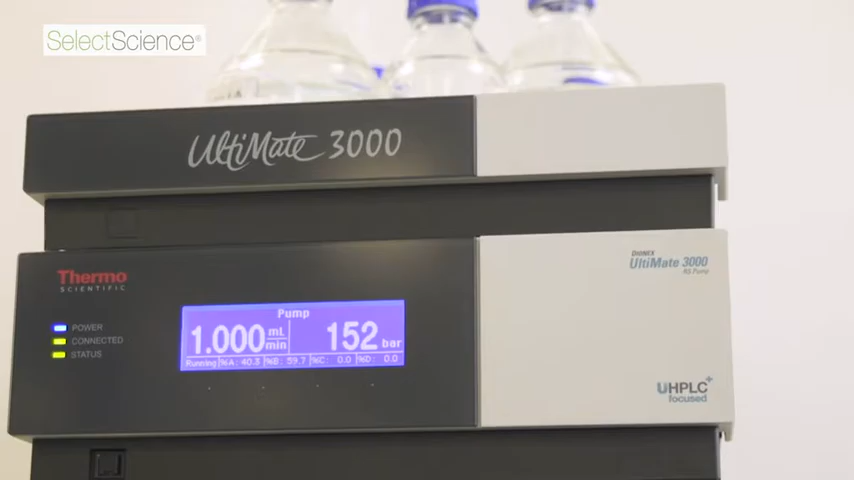 SelectScience®
UltiMate 3000
Thermo
SCIENTIFIC
POWER
CONNECTED
STATUS
Pump
1.000 mL/min 152 bar
Running %A: 40.3 %B: 59.7 %C: 0.0 %D: 0.0
DIONEX
UltiMate 3000
RS Pump
UHPLC+
focused